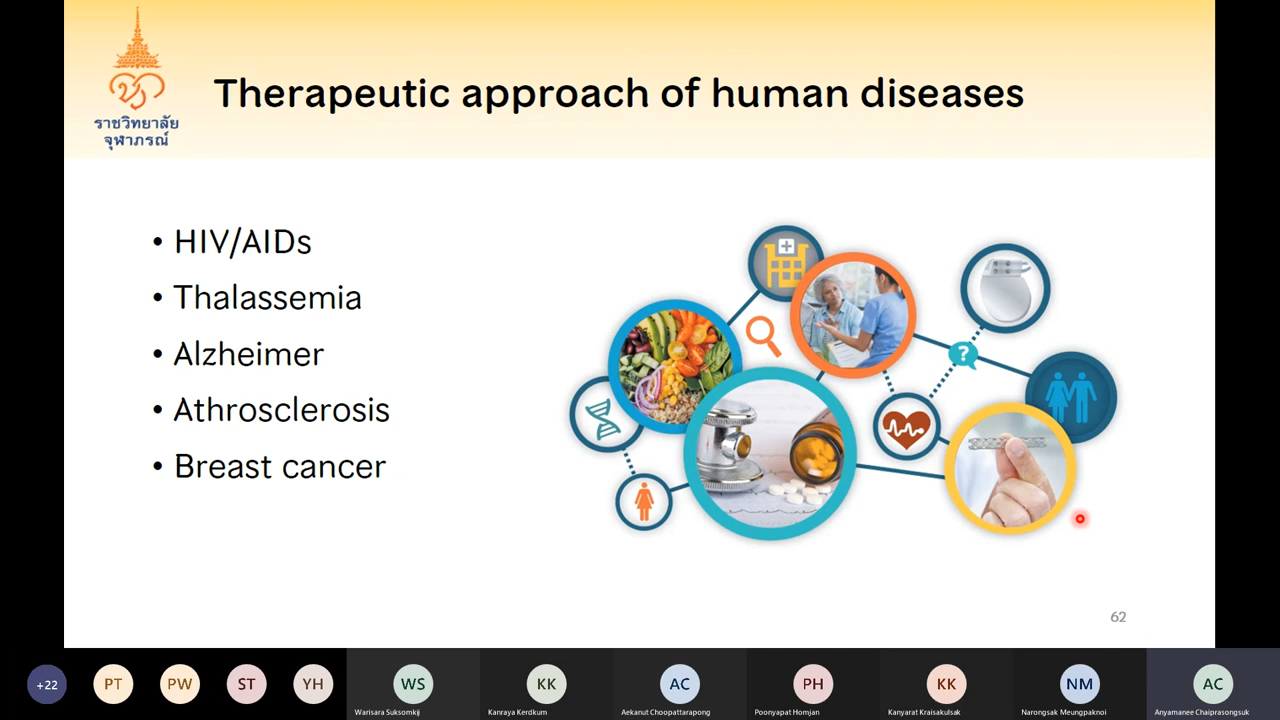 ราชวิทยาลัย
จุฬาภรณ์
Therapeutic approach of human diseases
• HIV/AIDs
• Thalassemia
• Alzheimer
• Athrosclerosis
• Breast cancer
?
62
+22
PT
PW
ST
YH
WS
KK
AC
PH
KK
NM
AC
Warisara Suksomkij
Kanraya Kerdkum
Aekanut Choopattarapong
Poonyapat Homjan
Kanyarat Kraisakulsak
Narongsak Meungpaknoi
Anyamanee Chaiprasongsuk